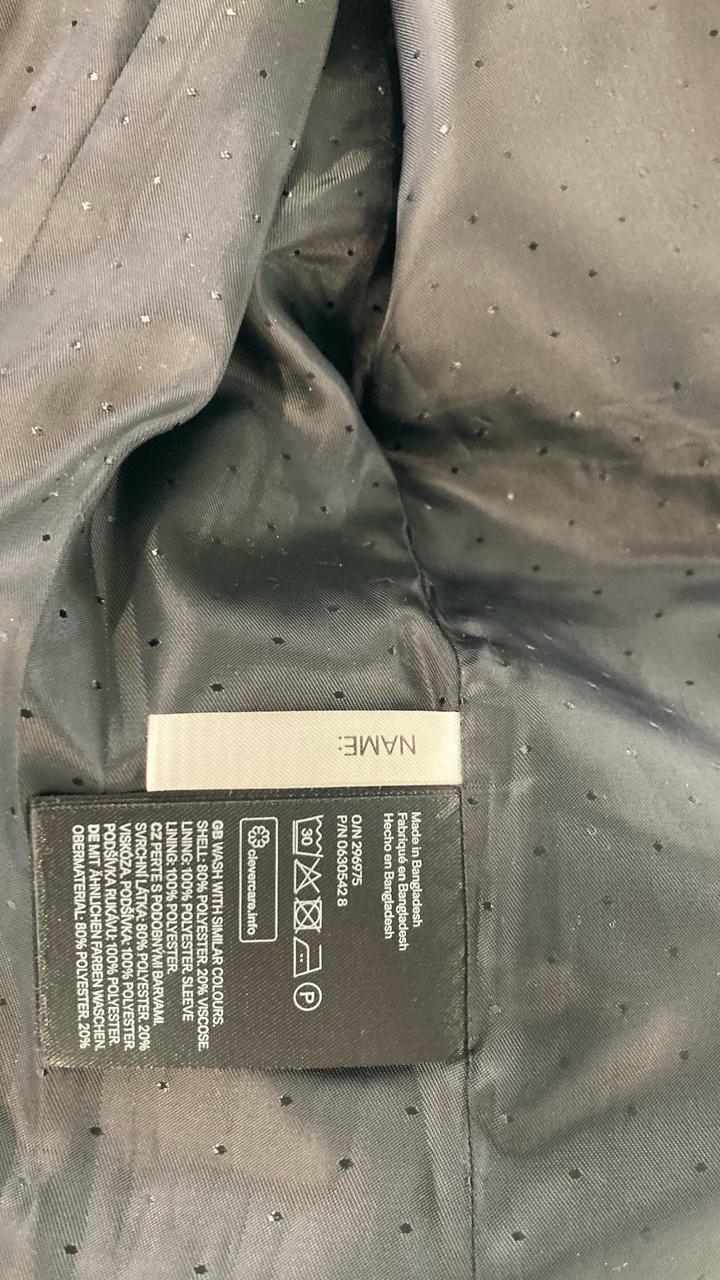 NAME:
Made in Bangladesh
Fabriqué en Bangladesh
Hecho en Bangladesh
O/N 296975
P/N 0630542 8
30
P
clevercare.info
GB WASH WITH SIMILAR COLOURS.
SHELL: 80% POLYESTER. 20% VISCOSE.
LINING: 100% POLYESTER. SLEEVE
LINING: 100% POLYESTER.
CZ PERTE S PODOBNÝMI BARVAMI.
SVRCHNÍ LÁTKA: 80% POLYESTER. 20%
VISKÓZA. PODŠÍVKA: 100% POLYESTER.
PODŠÍVKA RUKÁVU: 100% POLYESTER.
DE MIT ÄHNLICHEN FARBEN WASCHEN.
OBERMATERIAL: 80% POLYESTER. 20%